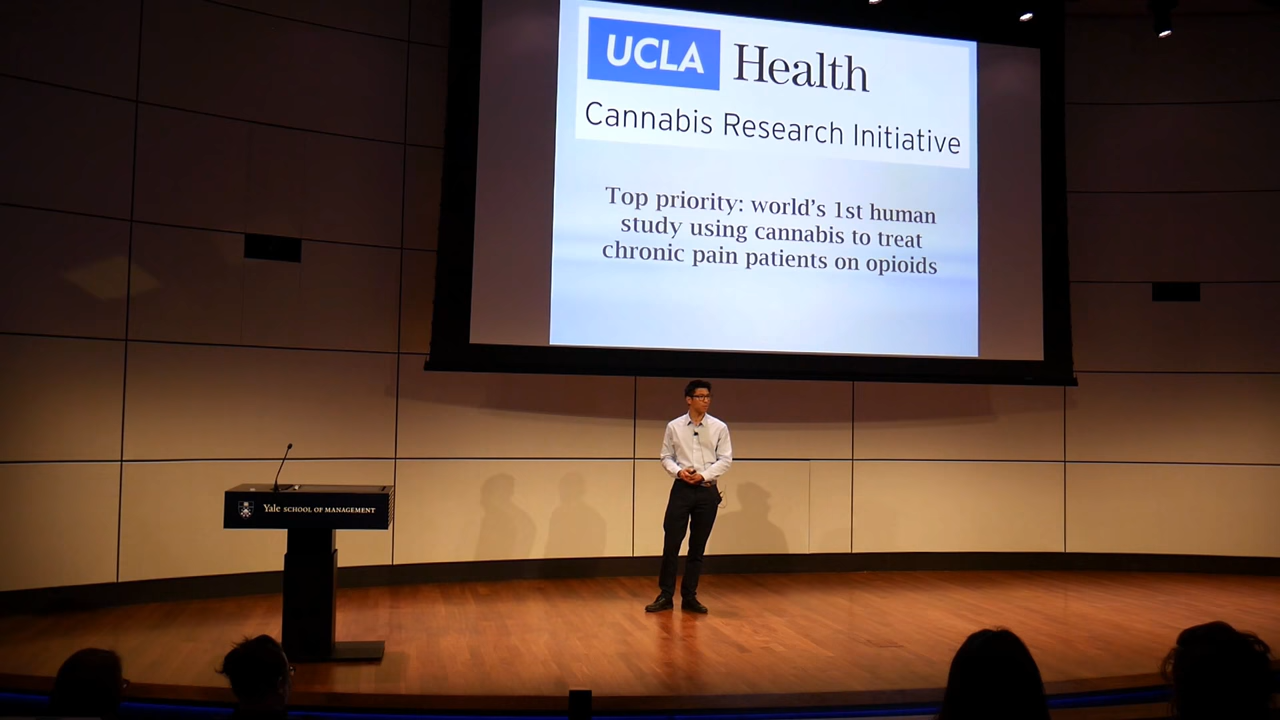 UCLA Health
Cannabis Research Initiative
Top priority: world's 1st human
study using cannabis to treat
chronic pain patients on opioids
Yale SCHOOL OF MANAGEMENT